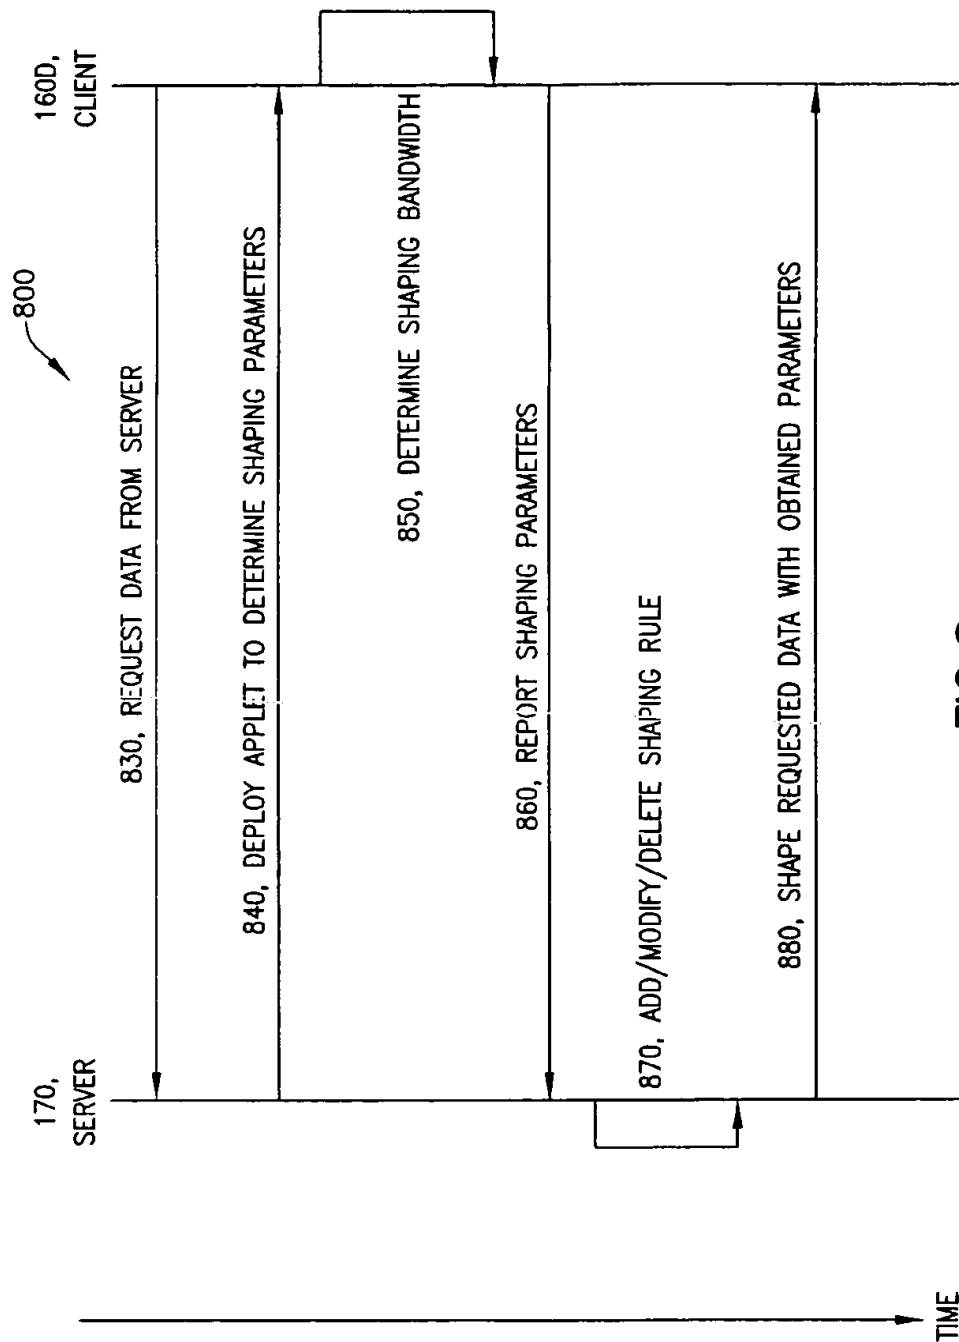 800
170,
SERVER
160D,
CLIENT
830, REQUEST DATA FROM SERVER
840, DEPLOY APPLET TO DETERMINE SHAPING PARAMETERS
850, DETERMINE SHAPING BANDWIDTH
860, REPORT SHAPING PARAMETERS
870, ADD/MODIFY/DELETE SHAPING RULE
880, SHAPE REQUESTED DATA WITH OBTAINED PARAMETERS
TIME